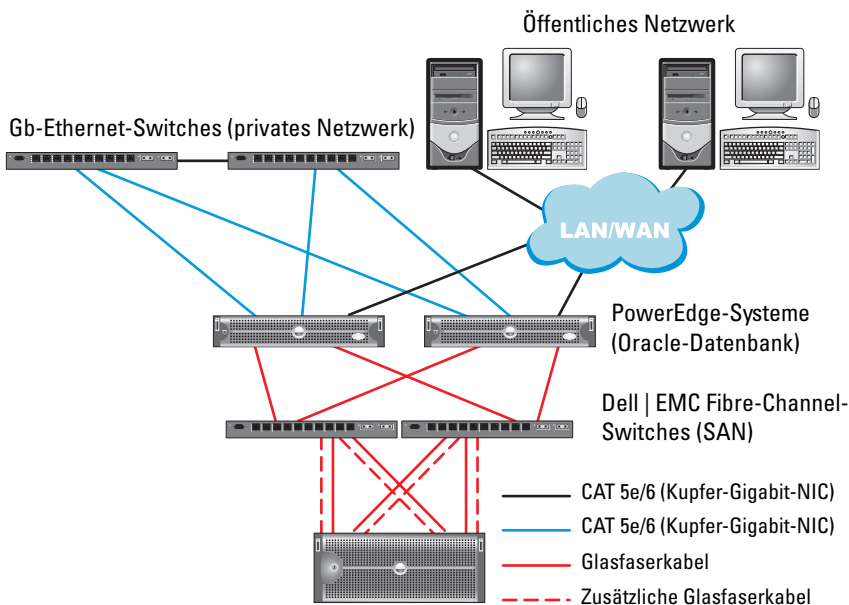 Öffentliches Netzwerk
Gb-Ethernet-Switches (privates Netzwerk)
LAN/WAN
PowerEdge-Systeme
(Oracle-Datenbank)
Dell | EMC Fibre-Channel-
Switches (SAN)
CAT 5e/6 (Kupfer-Gigabit-NIC)
CAT 5e/6 (Kupfer-Gigabit-NIC)
Glasfaserkabel
Zusätzliche Glasfaserkabel